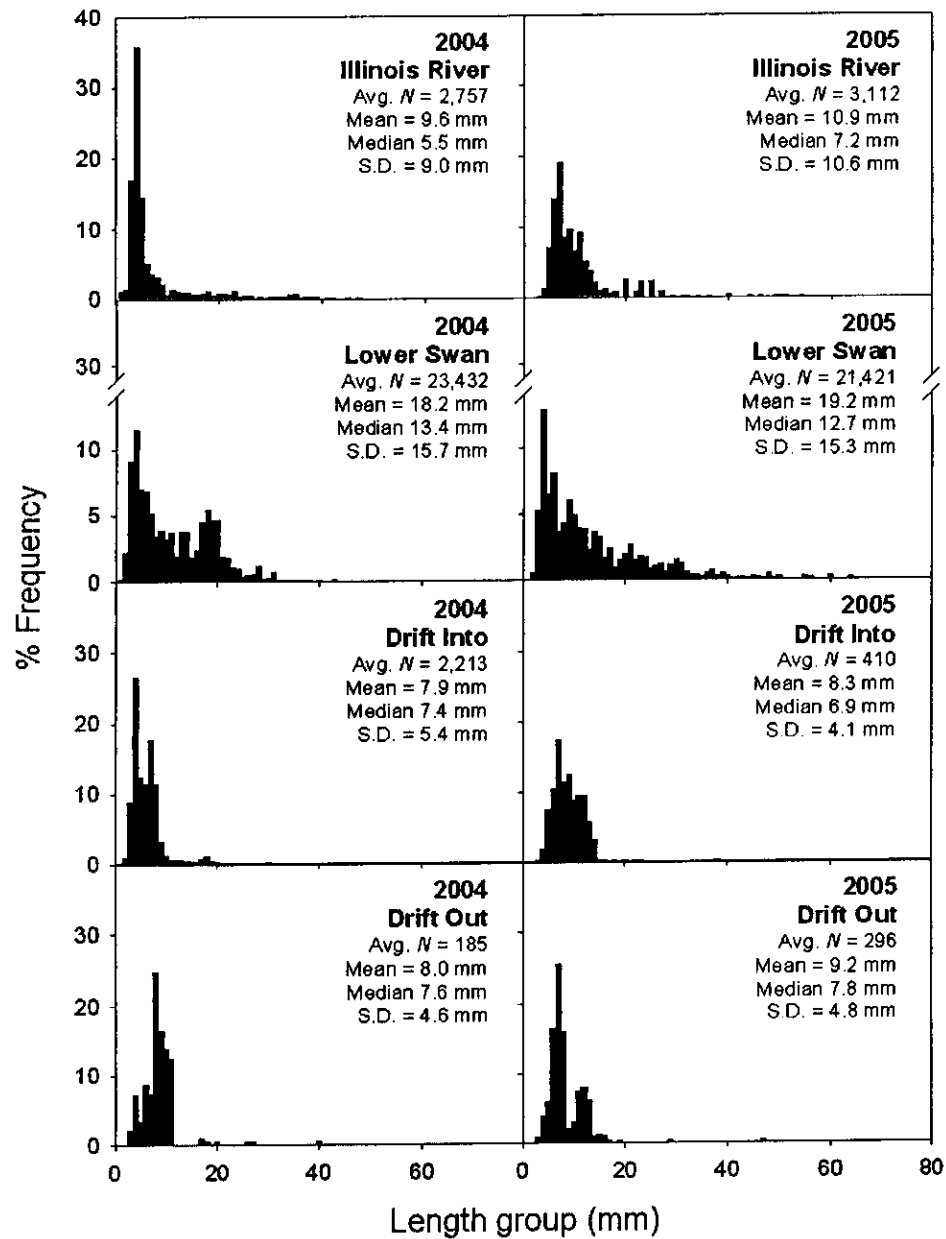 % Frequency
40
30
20
10
0
2004
Illinois River
Avg. N = 2,757
Mean = 9.6 mm
Median 5.5 mm
S.D. = 9.0 mm
2005
Illinois River
Avg. N = 3,112
Mean = 10.9 mm
Median 7.2 mm
S.D. = 10.6 mm
30
10
5
0
2004
Lower Swan
Avg. N = 23,432
Mean = 18.2 mm
Median 13.4 mm
S.D. = 15.7 mm
2005
Lower Swan
Avg. N = 21,421
Mean = 19.2 mm
Median 12.7 mm
S.D. = 15.3 mm
30
20
10
0
2004
Drift Into
Avg. N = 2,213
Mean = 7.9 mm
Median 7.4 mm
S.D. = 5.4 mm
2005
Drift Into
Avg. N = 410
Mean = 8.3 mm
Median 6.9 mm
S.D. = 4.1 mm
30
20
10
0
2004
Drift Out
Avg. N = 185
Mean = 8.0 mm
Median 7.6 mm
S.D. = 4.6 mm
2005
Drift Out
Avg. N = 296
Mean = 9.2 mm
Median 7.8 mm
S.D. = 4.8 mm
0 20 40 60 0 20 40 60 80
Length group (mm)